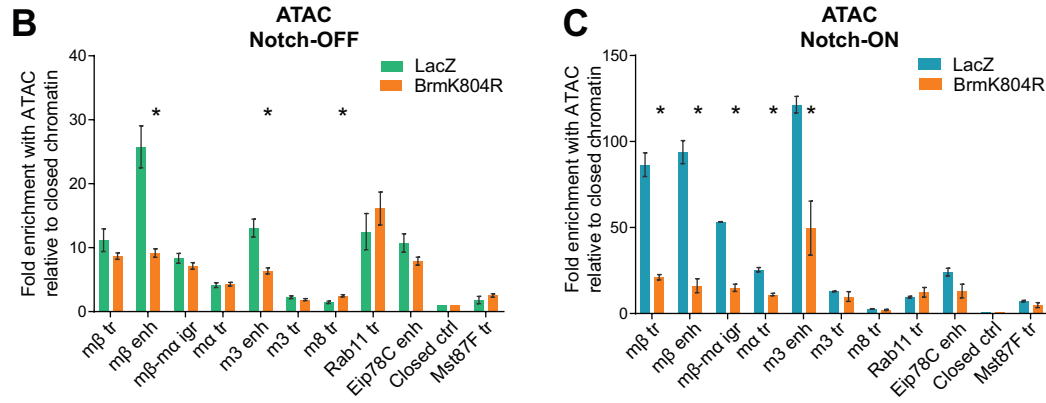 B
ATAC
Notch-OFF
Fold enrichment with ATAC
relative to closed chromatin
40
30
20
10
0
LacZ
BrmK804R
* * *
mβ tr
mβ enh
mβ-mα igr
mα tr
m3 enh
m3 tr
m8 tr
Rab11 tr
Eip78C enh
Closed ctrl
Mst87F tr
C
ATAC
Notch-ON
Fold enrichment with ATAC
relative to closed chromatin
150
100
50
0
LacZ
BrmK804R
* * * * *
mβ tr
mβ enh
mβ-mα igr
mα tr
m3 enh
m3 tr
m8 tr
Rab11 tr
Eip78C enh
Closed ctrl
Mst87F tr